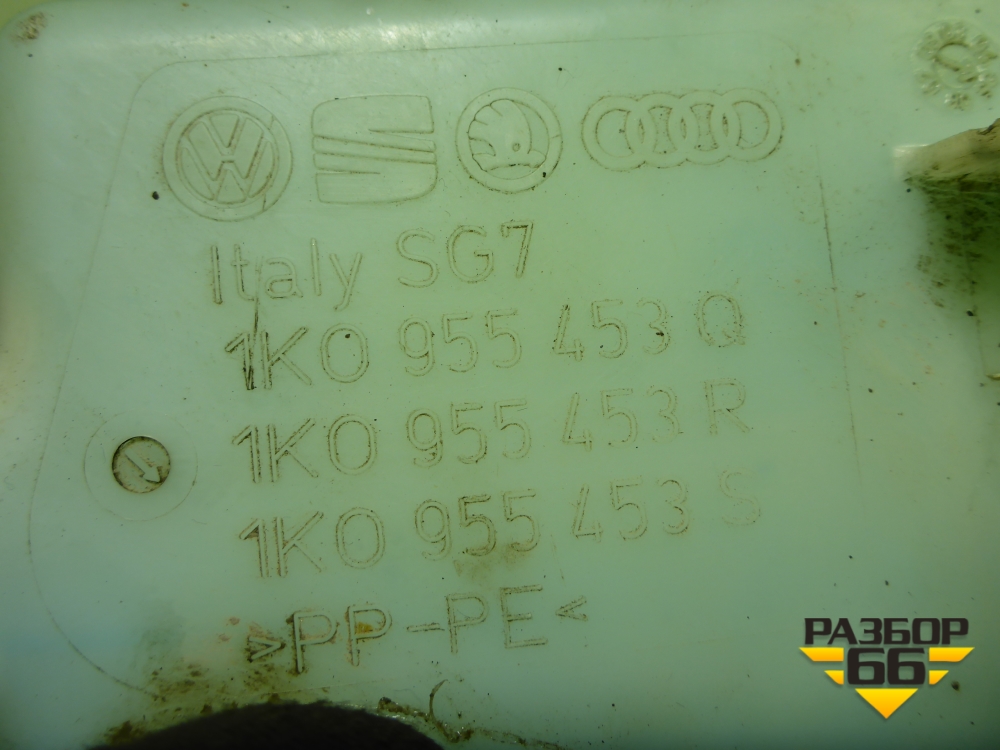 Italy SG7
1K0 955 453 Q
1K0 955 453 R
1K0 955 453 S
>PP-PE<
РАЗБОР
66